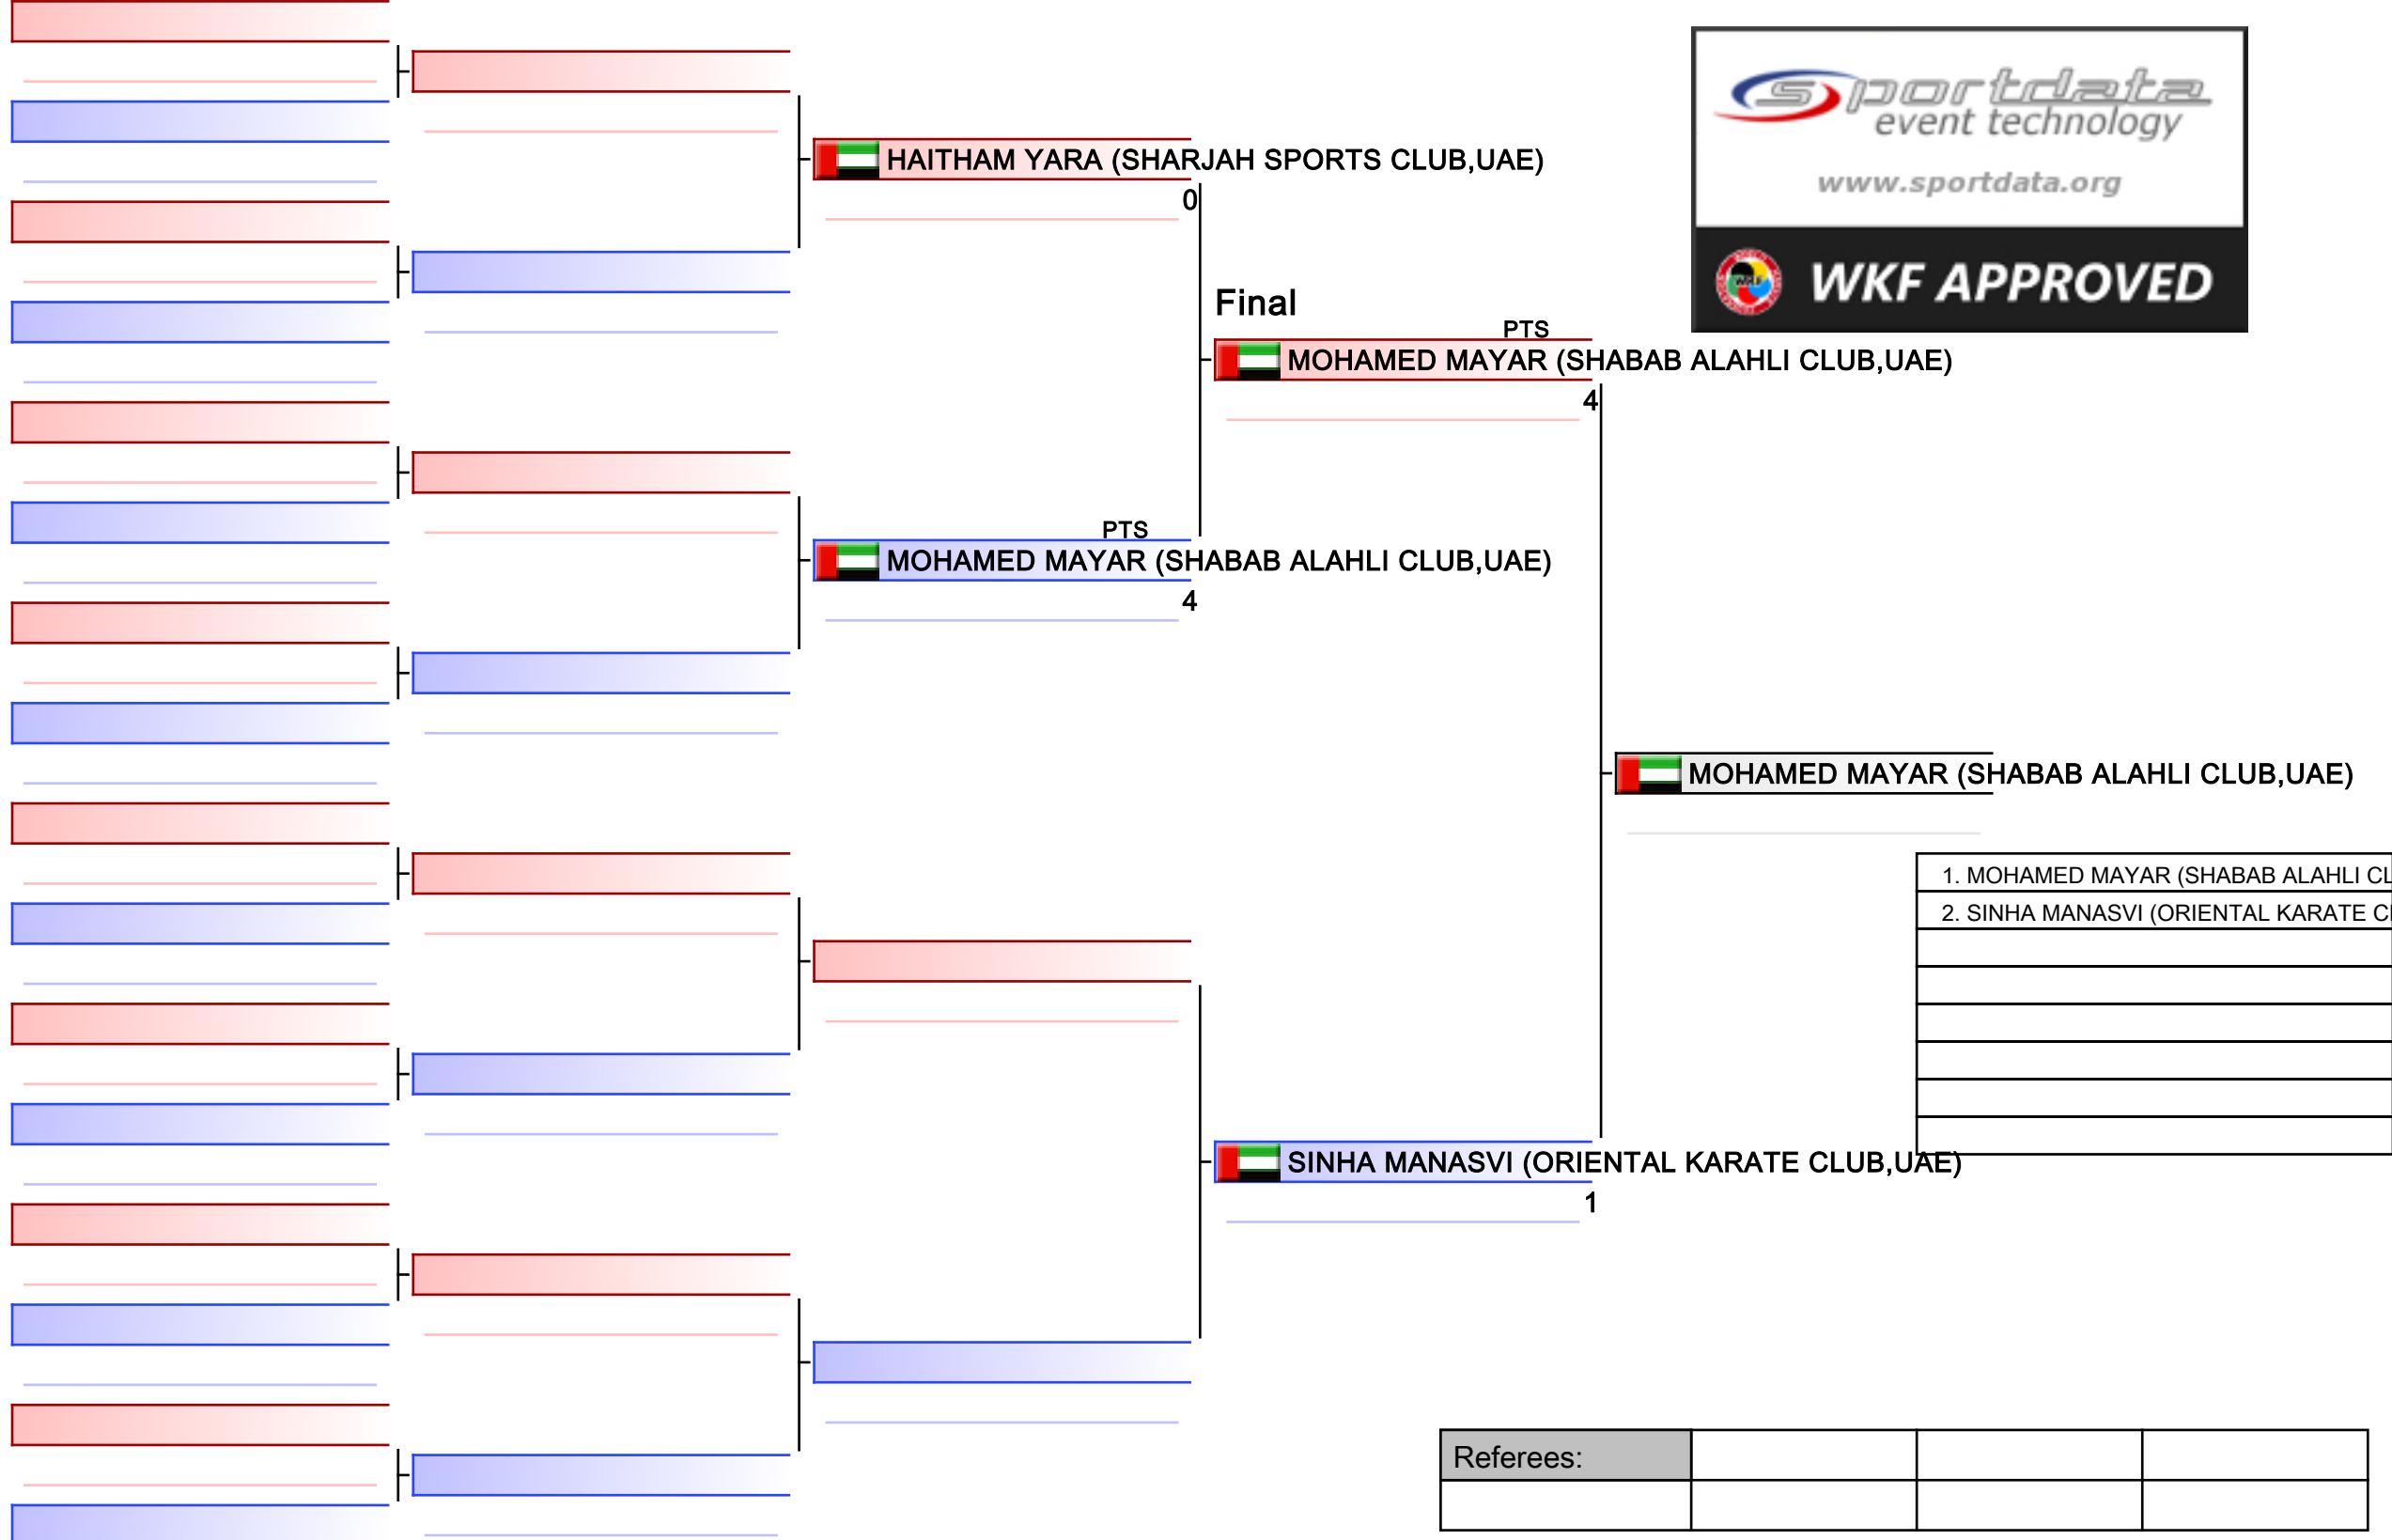 sportdata
event technology
www.sportdata.org
WKF APPROVED
HAITHAM YARA (SHARJAH SPORTS CLUB,UAE)
0
Final
PTS
MOHAMED MAYAR (SHABAB ALAHLI CLUB,UAE)
4
PTS
MOHAMED MAYAR (SHABAB ALAHLI CLUB,UAE)
4
MOHAMED MAYAR (SHABAB ALAHLI CLUB,UAE)
1. MOHAMED MAYAR (SHABAB ALAHLI CL
2. SINHA MANASVI (ORIENTAL KARATE C
SINHA MANASVI (ORIENTAL KARATE CLUB,UAE)
1
Referees: